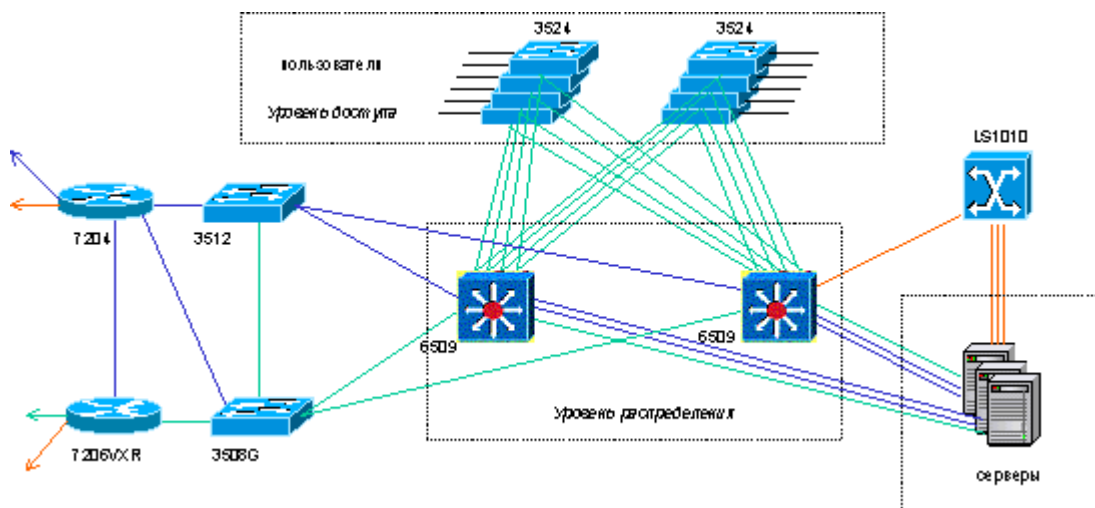 3524
3524
пользователи
Уровень доступа
LS1010
7204
3512
6509
6509
Уровень распределения
7206VXR
3508G
серверы